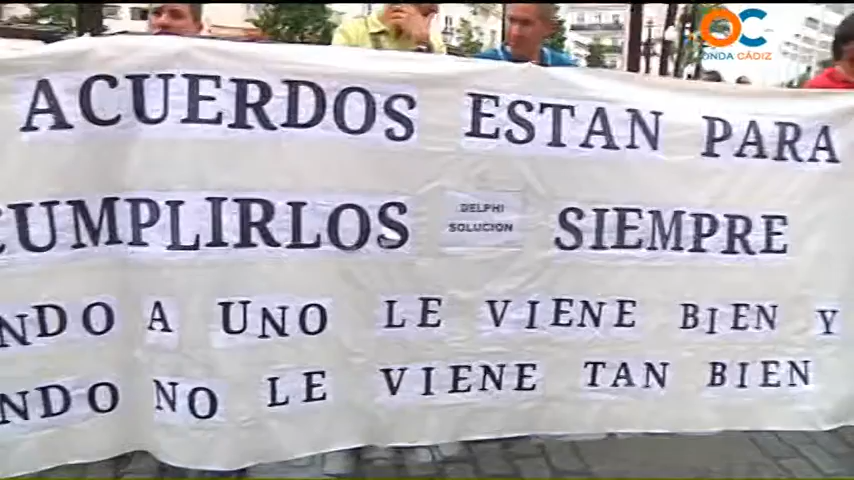 OC
ONDA CÁDIZ
ACUERDOS ESTAN PARA
CUMPLIRLOS SIEMPRE
DELPHI
SOLUCION
NDO A UNO LE VIENE BIEN Y
NDO NO LE VIENE TAN BIEN